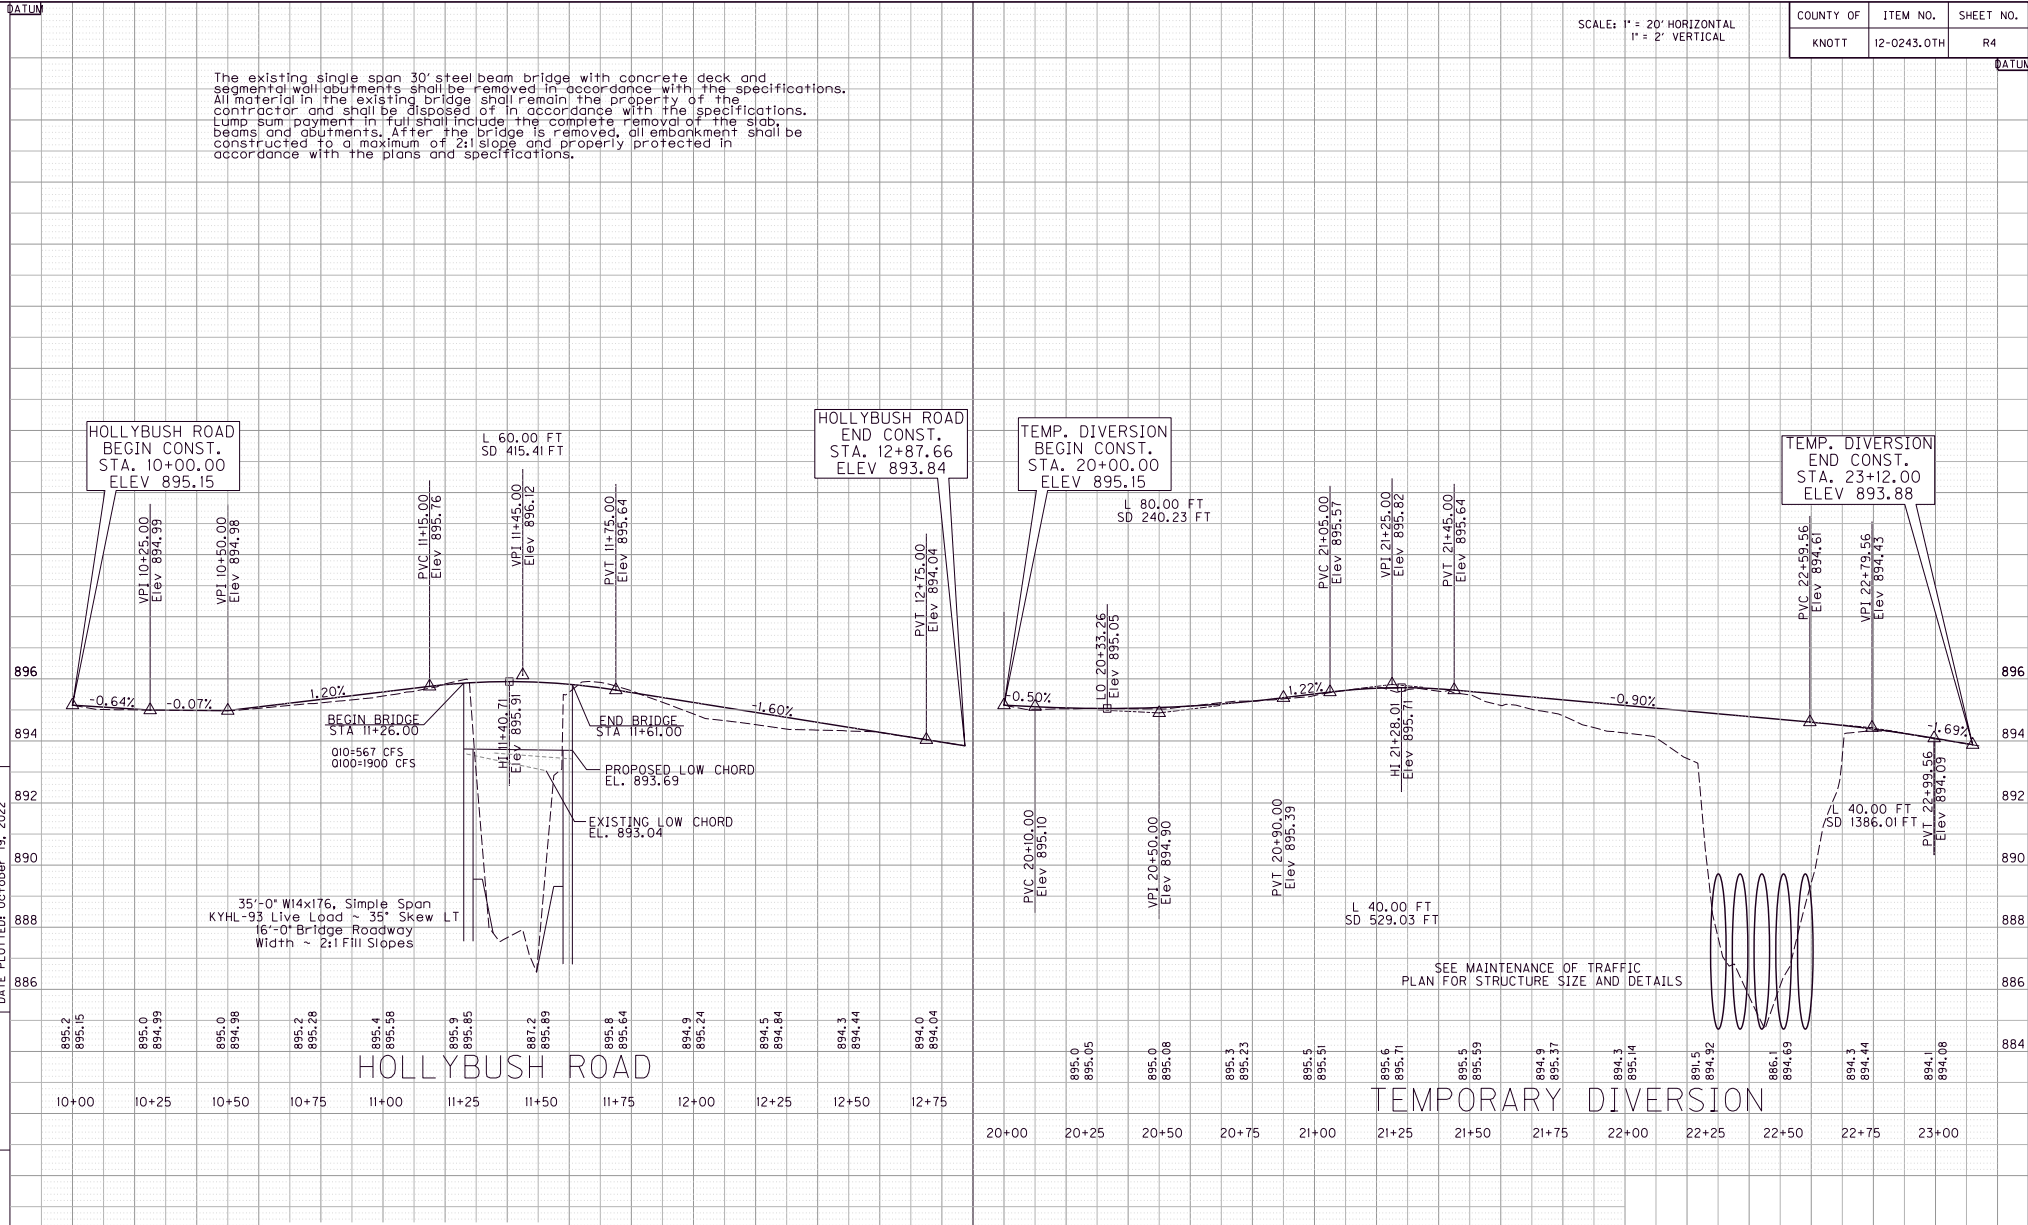 DATUM
SCALE: 1" = 20' HORIZONTAL
1" = 2' VERTICAL
COUNTY OF
ITEM NO.
SHEET NO.
KNOTT
12-0243.0TH
R4
DATUM
The existing single span 30' steel beam bridge with concrete deck and
segmental wall abutments shall be removed in accordance with the specifications.
All material in the existing bridge shall remain the property of the
contractor and shall be disposed of in accordance with the specifications.
Lump sum payment in full shall include the complete removal of the slab,
beams and abutments. After the bridge is removed, all embankment shall be
constructed to a maximum of 2:1 slope and properly protected in
accordance with the plans and specifications.
HOLLYBUSH ROAD
BEGIN CONST.
STA. 10+00.00
ELEV 895.15
VPI 10+25.00
Elev 894.99
VPI 10+50.00
Elev 894.98
PVC 11+15.00
Elev 895.76
L 60.00 FT
SD 415.41 FT
VPI 11+45.00
Elev 896.12
PVT 11+75.00
Elev 895.64
HOLLYBUSH ROAD
END CONST.
STA. 12+87.66
ELEV 893.84
PVT 12+75.00
Elev 894.04
-0.64%
-0.07%
1.20%
-1.60%
BEGIN BRIDGE
STA 11+26.00
END BRIDGE
STA 11+61.00
Q10=567 CFS
Q100=1900 CFS
HI 11+40.71
Elev 895.91
PROPOSED LOW CHORD
EL. 893.69
EXISTING LOW CHORD
EL. 893.04
35'-0" W14x176, Simple Span
KYHL-93 Live Load ~ 35° Skew LT
16'-0" Bridge Roadway
Width ~ 2:1 Fill Slopes
896
894
892
890
888
886
895.2
895.15
895.0
894.99
895.0
894.98
895.2
895.28
895.4
895.58
895.9
895.85
887.2
895.89
895.8
895.64
894.9
895.24
894.5
894.84
894.3
894.44
894.0
894.04
HOLLYBUSH ROAD
10+00
10+25
10+50
10+75
11+00
11+25
11+50
11+75
12+00
12+25
12+50
12+75
TEMP. DIVERSION
BEGIN CONST.
STA. 20+00.00
ELEV 895.15
L 80.00 FT
SD 240.23 FT
LO 20+33.26
Elev 895.05
PVC 21+05.00
Elev 895.57
VPI 21+25.00
Elev 895.82
PVT 21+45.00
Elev 895.64
TEMP. DIVERSION
END CONST.
STA. 23+12.00
ELEV 893.88
PVC 22+59.56
Elev 894.61
VPI 22+79.56
Elev 894.43
-0.50%
1.22%
-0.90%
-1.69%
HI 21+28.01
Elev 895.71
PVC 20+10.00
Elev 895.10
VPI 20+50.00
Elev 894.90
PVT 20+90.00
Elev 895.39
L 40.00 FT
SD 529.03 FT
L 40.00 FT
SD 1386.01 FT
PVT 22+99.56
Elev 894.09
SEE MAINTENANCE OF TRAFFIC
PLAN FOR STRUCTURE SIZE AND DETAILS
896
894
892
890
888
886
884
895.0
895.05
895.0
895.08
895.3
895.23
895.5
895.51
895.6
895.71
895.5
895.59
894.9
895.37
894.3
895.14
891.5
894.92
886.1
894.69
894.3
894.44
894.1
894.08
TEMPORARY DIVERSION
20+00
20+25
20+50
20+75
21+00
21+25
21+50
21+75
22+00
22+25
22+50
22+75
23+00
DATE PLOTTED: October 19, 2022